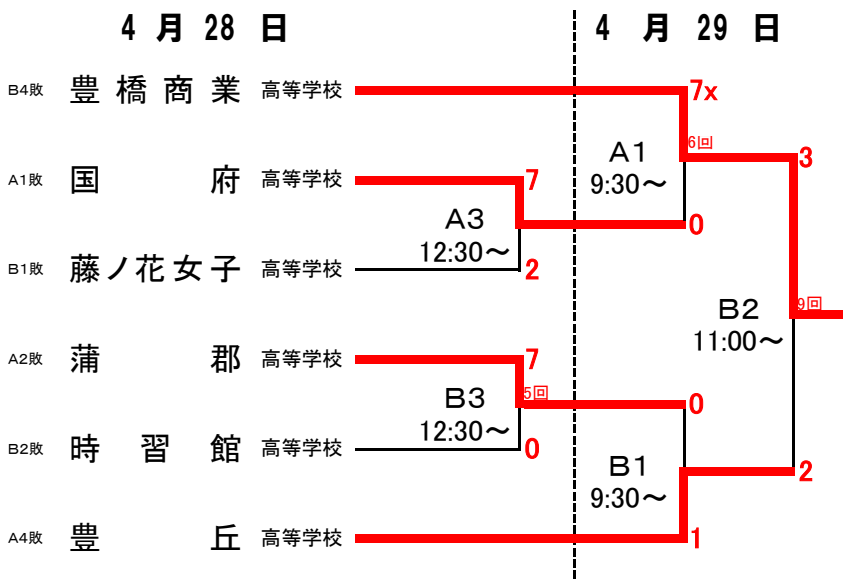 4 月 28 日
4 月 29 日
B4敗 豊橋商業 高等学校
7x
6回
A1
9:30～
3
A1敗 国府 高等学校
7
A3
12:30～
0
B1敗 藤ノ花女子 高等学校
2
B2
11:00～
9回
A2敗 蒲郡 高等学校
7
5回
B3
12:30～
0
B2敗 時習館 高等学校
0
B1
9:30～
2
A4敗 豊丘 高等学校
1